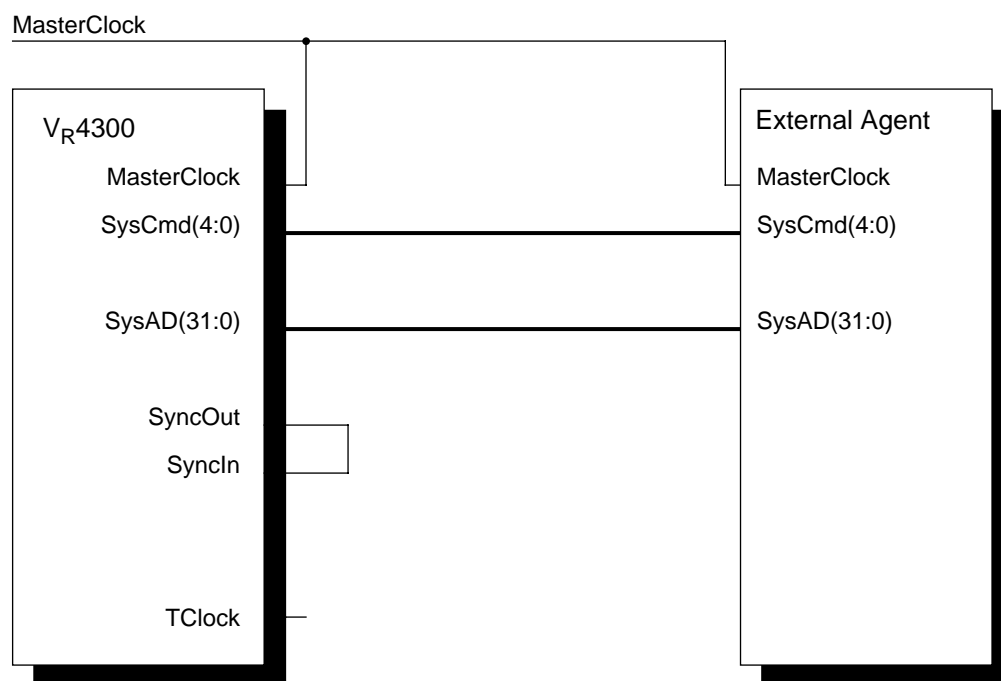 MasterClock
VR4300
MasterClock
SysCmd(4:0)
SysAD(31:0)
SyncOut
SyncIn
TClock
External Agent
MasterClock
SysCmd(4:0)
SysAD(31:0)